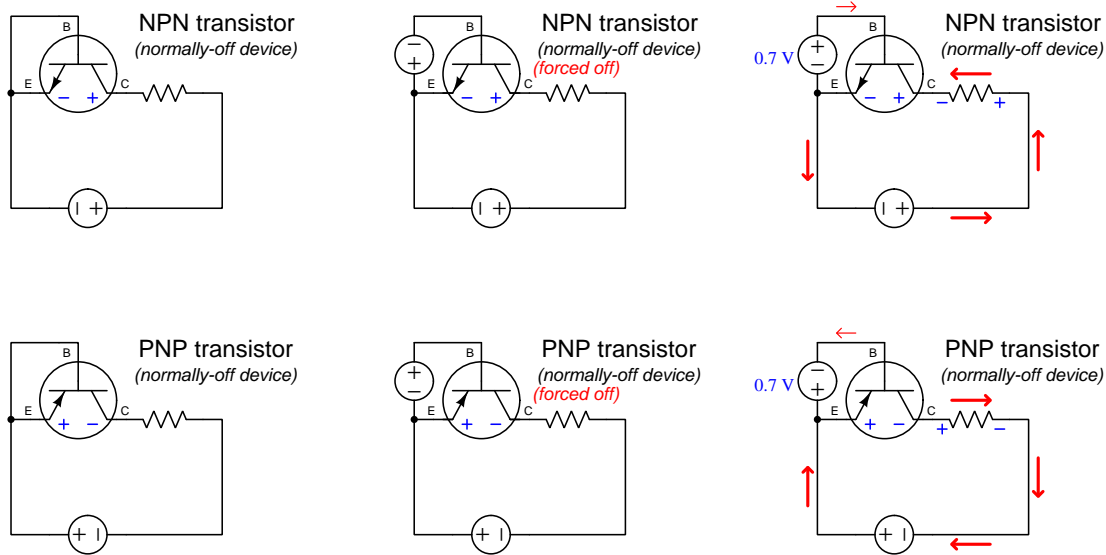 NPN transistor
(normally-off device)
B
E
C
− +
− +
NPN transistor
(normally-off device)
(forced off)
B
− +
E
C
− +
− +
NPN transistor
(normally-off device)
B
+ −
0.7 V
E
C
− +
− +
− +
PNP transistor
(normally-off device)
B
E
C
+ −
+ −
PNP transistor
(normally-off device)
(forced off)
B
+ −
E
C
+ −
+ −
PNP transistor
(normally-off device)
B
− +
0.7 V
E
C
+ −
+ −
+ −